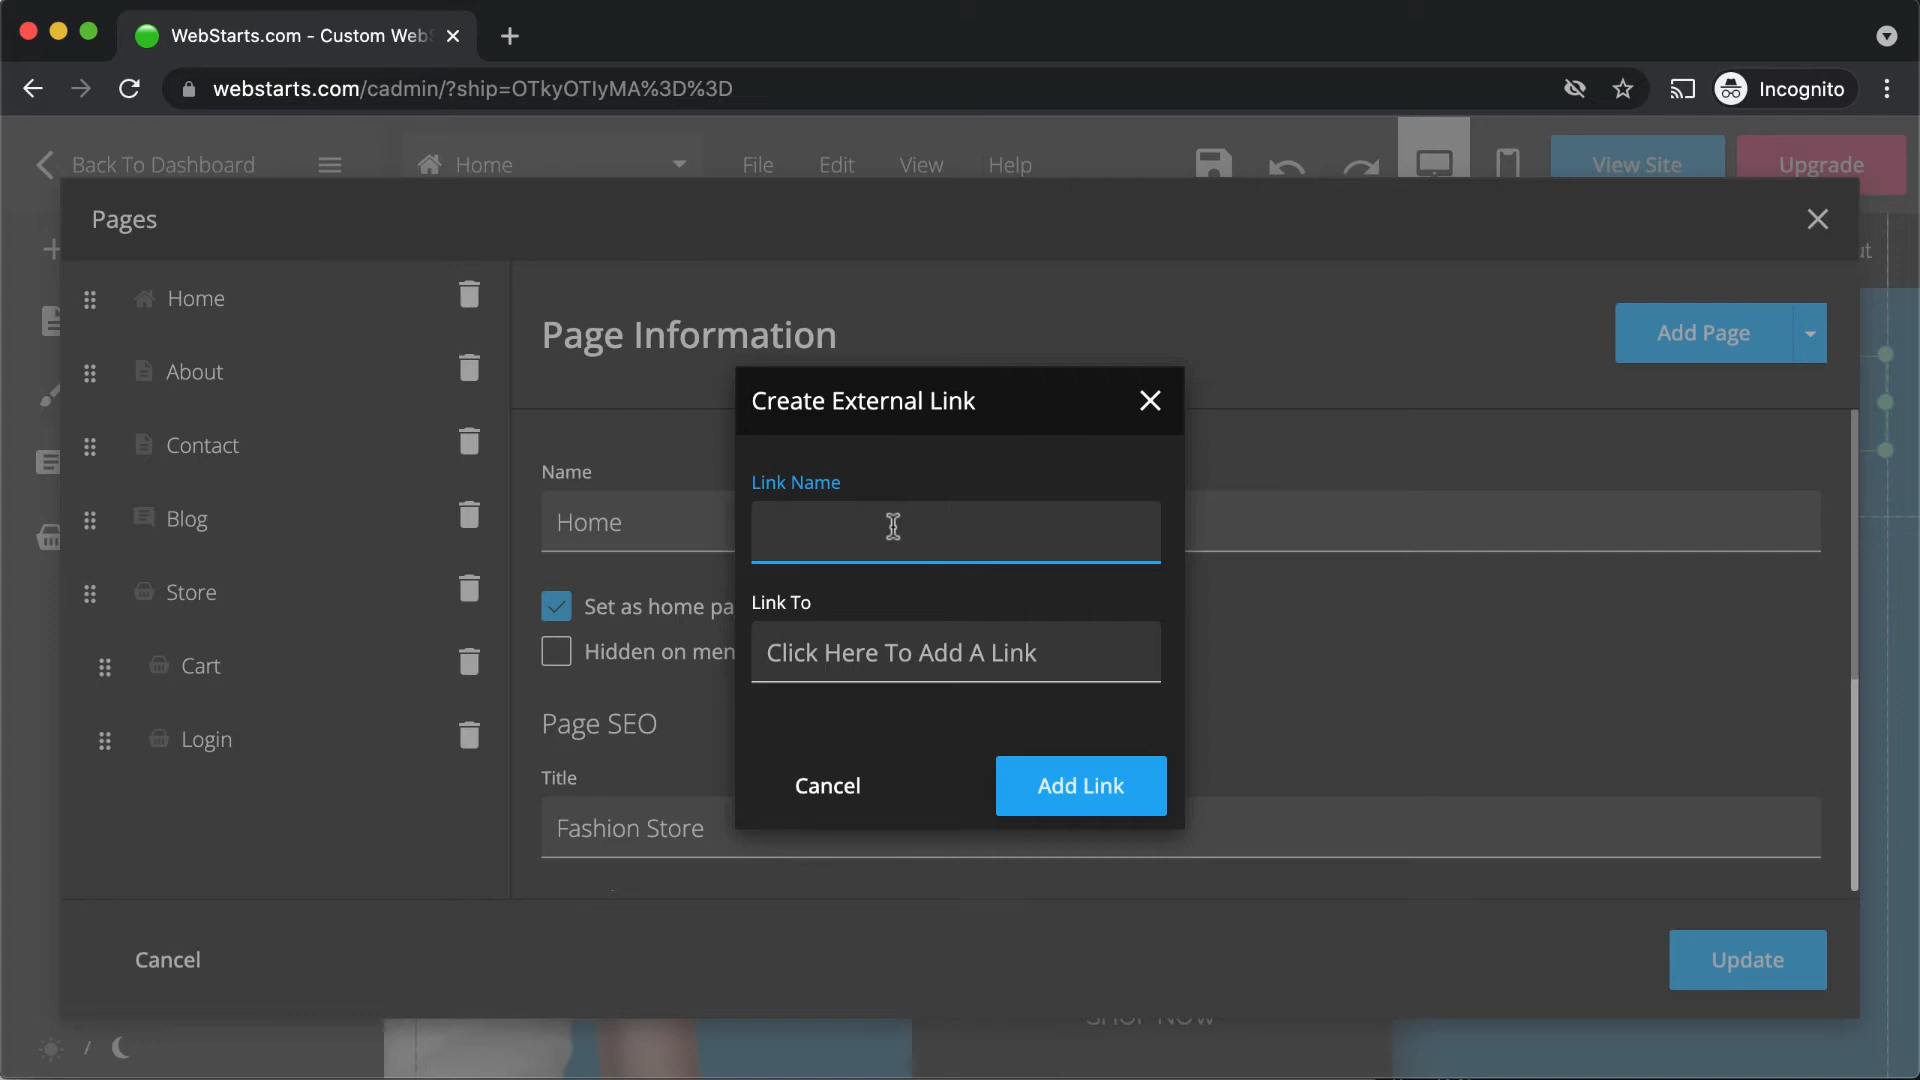 WebStarts.com - Custom Web
webstarts.com/cadmin/?ship=OTkyOTIyMA%3D%3D
Incognito
Back To Dashboard
Home
File
Edit
View
Help
View Site
Upgrade
Pages
Home
About
Contact
Blog
Store
Cart
Login
Page Information
Add Page
Name
Home
Set as home pa
Hidden on men
Page SEO
Title
Fashion Store
Create External Link
Link Name
Link To
Click Here To Add A Link
Cancel
Add Link
Cancel
Update
SHOP NOW
/